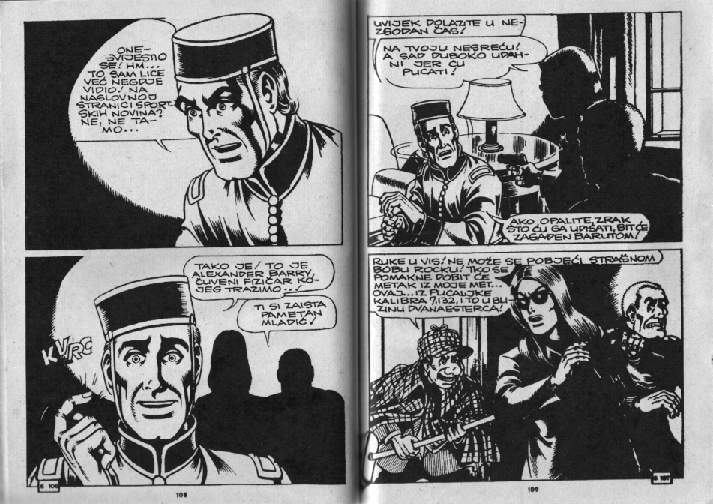 ONE-
SVIJESTIO
SE! HM...
TO SAM LICE
VEĆ NEGDJE
VIDIO! NA
NASLOVNOJ
STRANICI SPORT
SKIH NOVINA?
NE, NE TA-
MO...
TAKO JE! TO JE
ALEXANDER BARRY,
ČUVENI FIZIČAR KO-
JEG TRAŽIMO...!
TI SI ZAISTA
PAMETAN
MLADIĆ!
KVRC
108
UVIJEK DOLAZITE U NE-
ZGODAN ČAS!
NA TVOJU NESREĆU!
A SAD DUBOKO UDAH-
NI JER ĆU
PUCATI!
AKO OPALITE, ZRAK
ŠTO ĆU GA UDISATI, BIT ĆE
ZAGAĐEN BARUTOM!
RUKE U VIS! NE MOŽE SE POBJEĆI STRAŠNOM
BOBU ROCKU! TKO SE
POMAKNE DOBIT ĆE
METAK IZ MOJE MET...
OVAJ... IZ PUCALJKE
KALIBRA 7,132, I TO U BLI-
ZINU DVANAESTERCA!
109